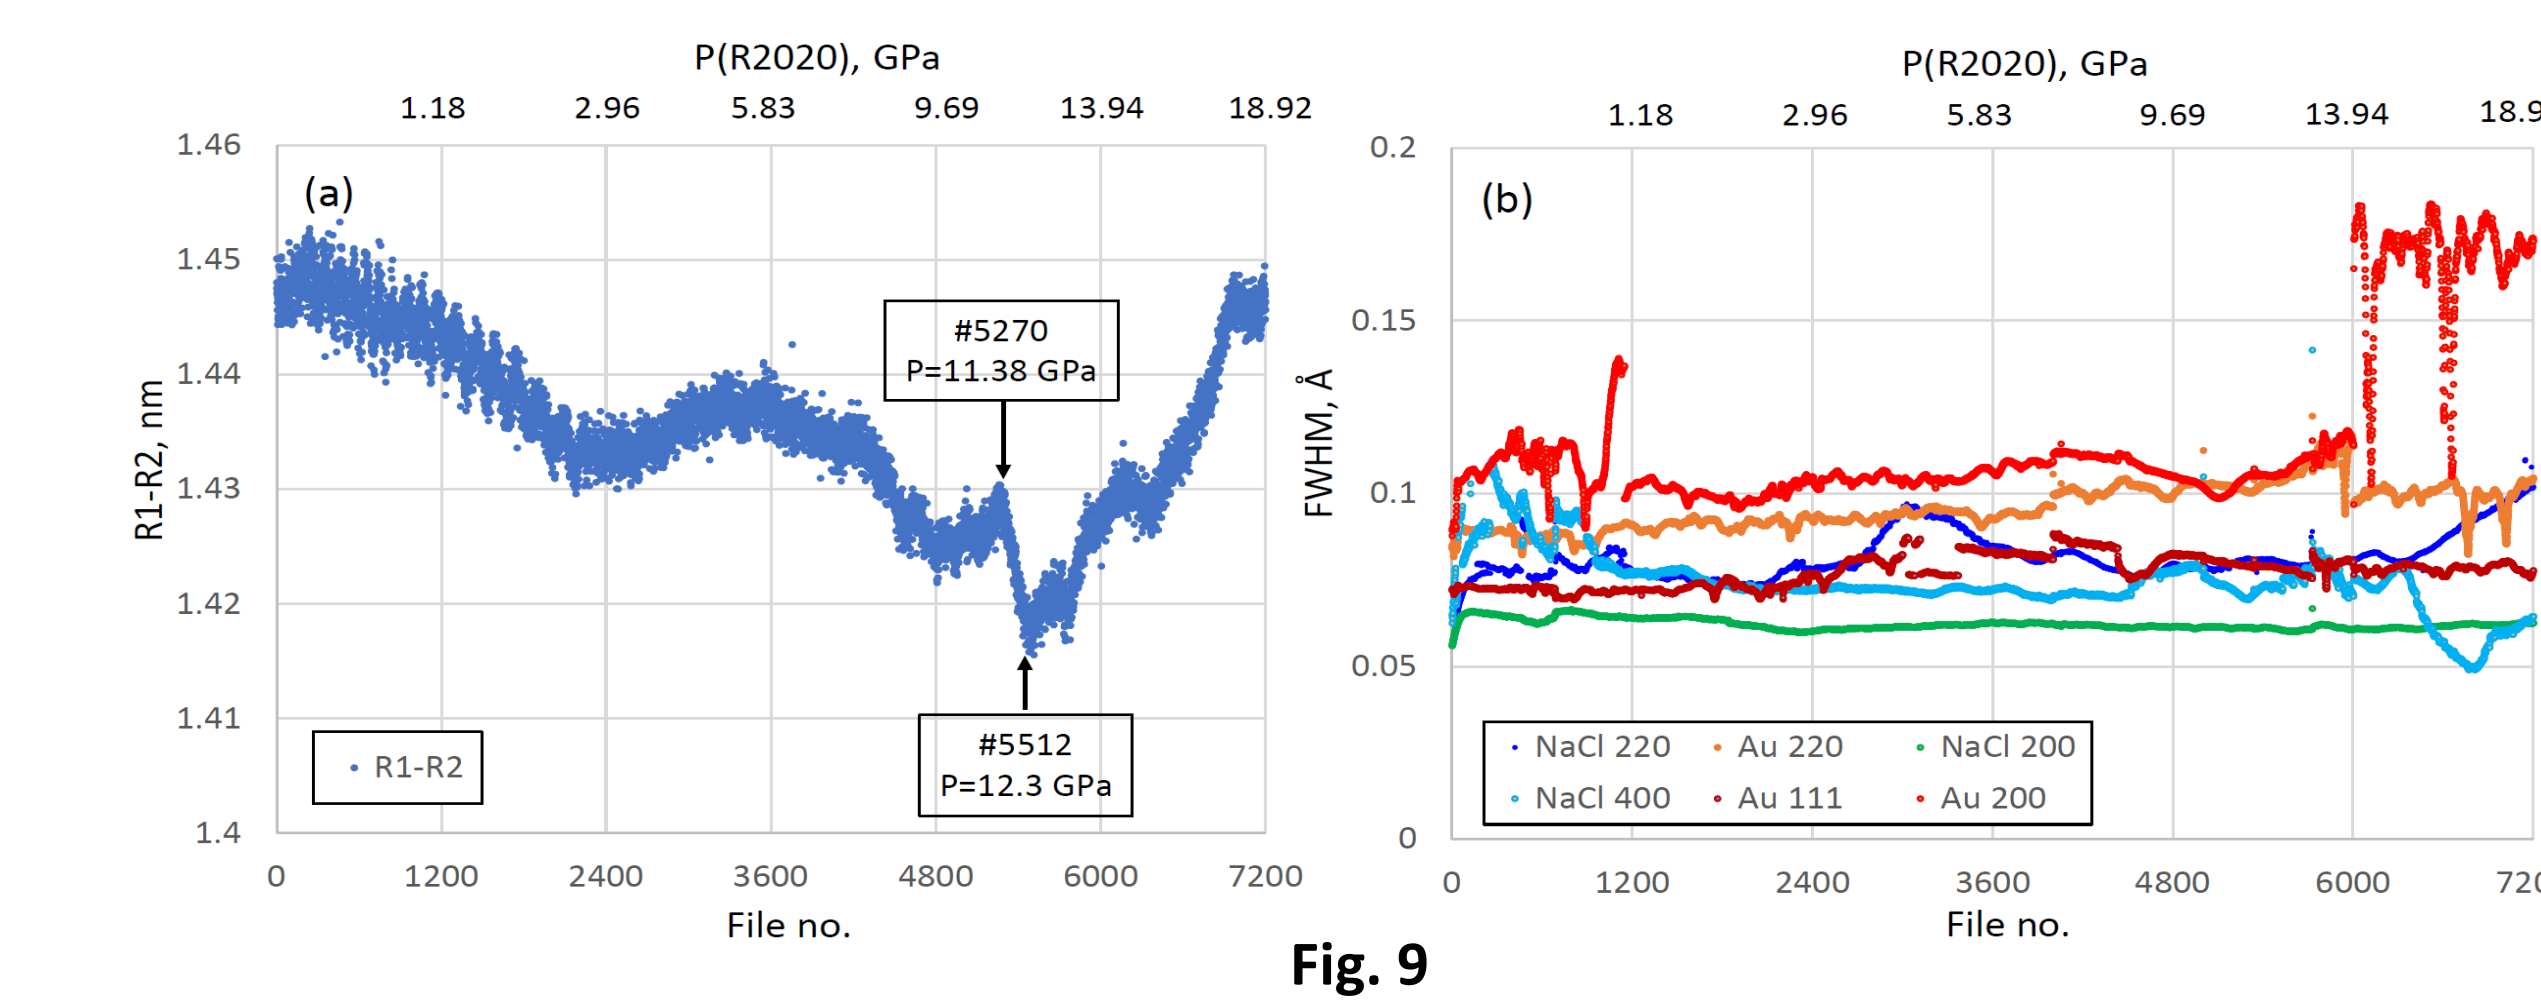 P(R2020), GPa
1.18 2.96 5.83 9.69 13.94 18.92
1.46
1.45
1.44
1.43
1.42
1.41
1.4
R1-R2, nm
(a)
#5270
P=11.38 GPa
#5512
P=12.3 GPa
R1-R2
0 1200 2400 3600 4800 6000 7200
File no.
P(R2020), GPa
1.18 2.96 5.83 9.69 13.94 18.9
0.2
0.15
0.1
0.05
0
FWHM, Å
(b)
NaCl 220 Au 220 NaCl 200
NaCl 400 Au 111 Au 200
0 1200 2400 3600 4800 6000 720
File no.
Fig. 9